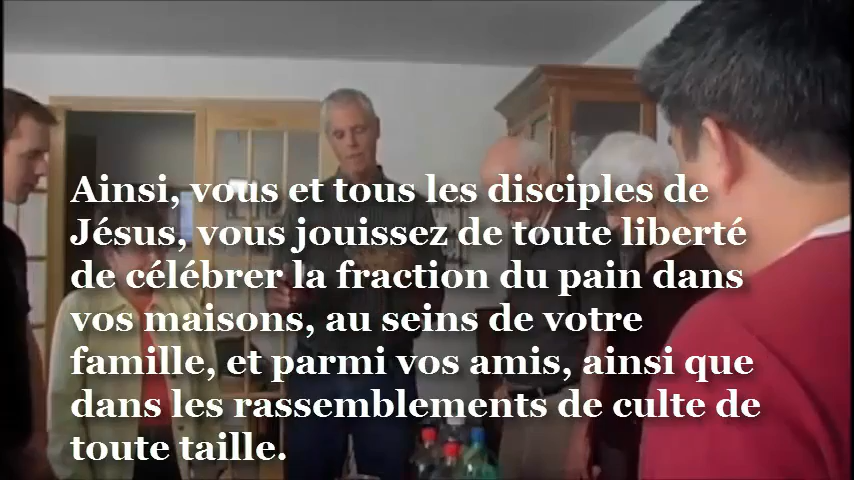 Ainsi, vous et tous les disciples de
Jésus, vous jouissez de toute liberté
de célébrer la fraction du pain dans
vos maisons, au seins de votre
famille, et parmi vos amis, ainsi que
dans les rassemblements de culte de
toute taille.